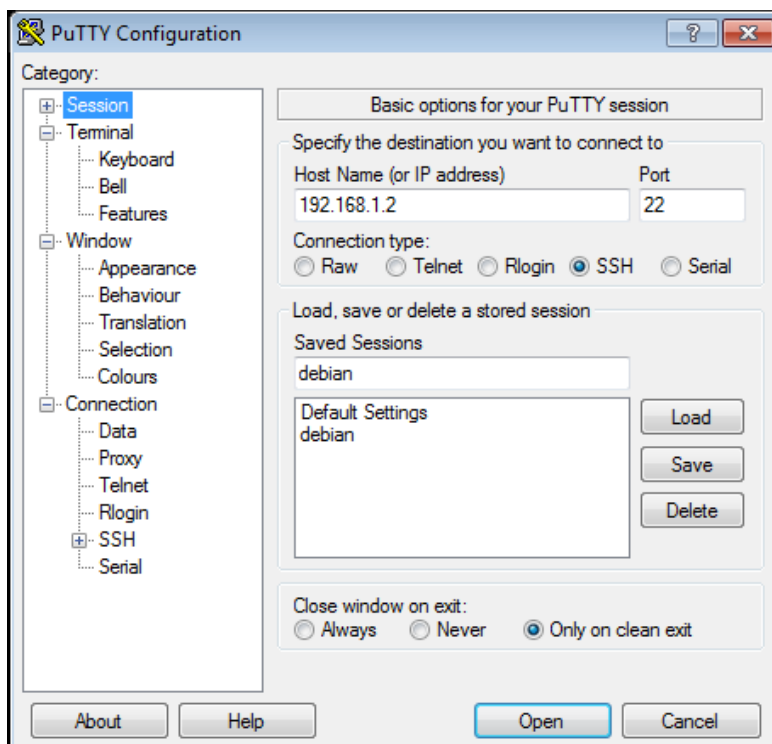 PuTTY Configuration
Category:
Session
Terminal
Keyboard
Bell
Features
Window
Appearance
Behaviour
Translation
Selection
Colours
Connection
Data
Proxy
Telnet
Rlogin
SSH
Serial
Basic options for your PuTTY session
Specify the destination you want to connect to
Host Name (or IP address) Port
192.168.1.2 22
Connection type:
Raw Telnet Rlogin SSH Serial
Load, save or delete a stored session
Saved Sessions
debian
Default Settings
debian
Load
Save
Delete
Close window on exit:
Always Never Only on clean exit
About Help Open Cancel